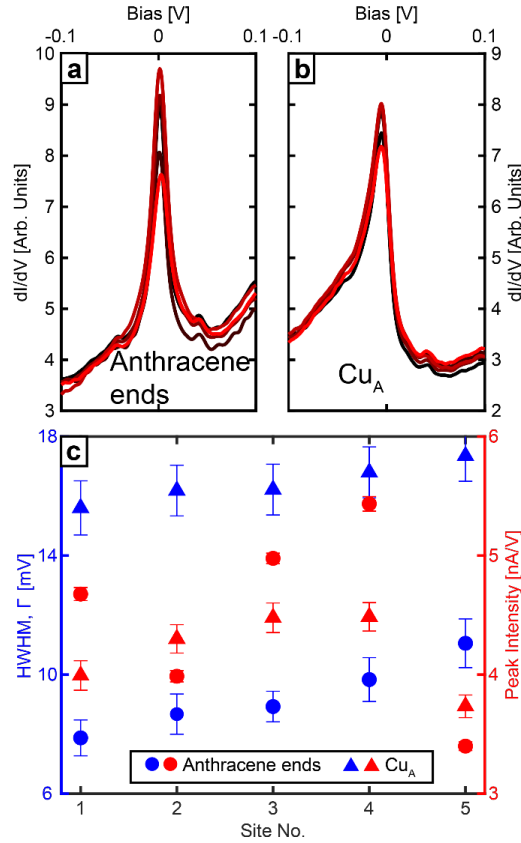 Bias [V]
Bias [V]
-0.1 0 0.1
-0.1 0 0.1
a
b
10
9
8
7
6
5
4
3
9
8
7
6
5
4
3
2
dI/dV [Arb. Units]
dI/dV [Arb. Units]
Anthracene
ends
Cu_A
c
18
14
10
6
6
5
4
3
HWHM, Γ [mV]
Peak Intensity [nA/V]
Anthracene ends
Cu_A
1 2 3 4 5
Site No.